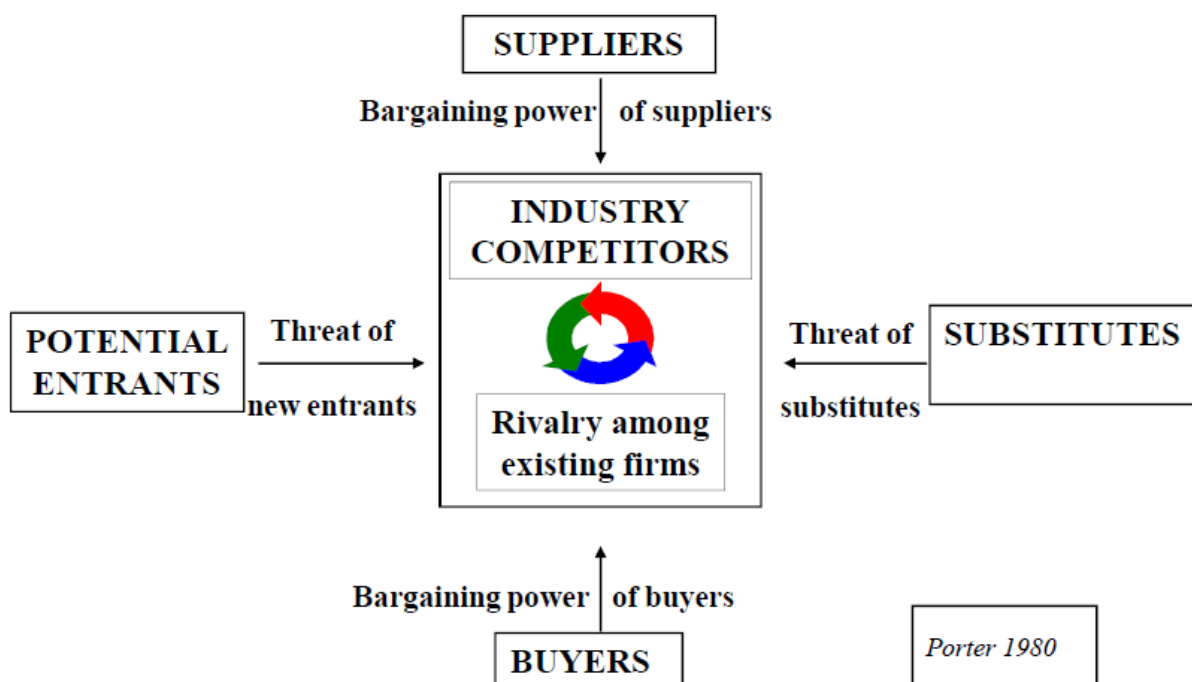 SUPPLIERS
Bargaining power of suppliers
INDUSTRY
COMPETITORS
POTENTIAL
ENTRANTS
Threat of
new entrants
Threat of
substitutes
SUBSTITUTES
Rivalry among
existing firms
Bargaining power of buyers
BUYERS
Porter 1980